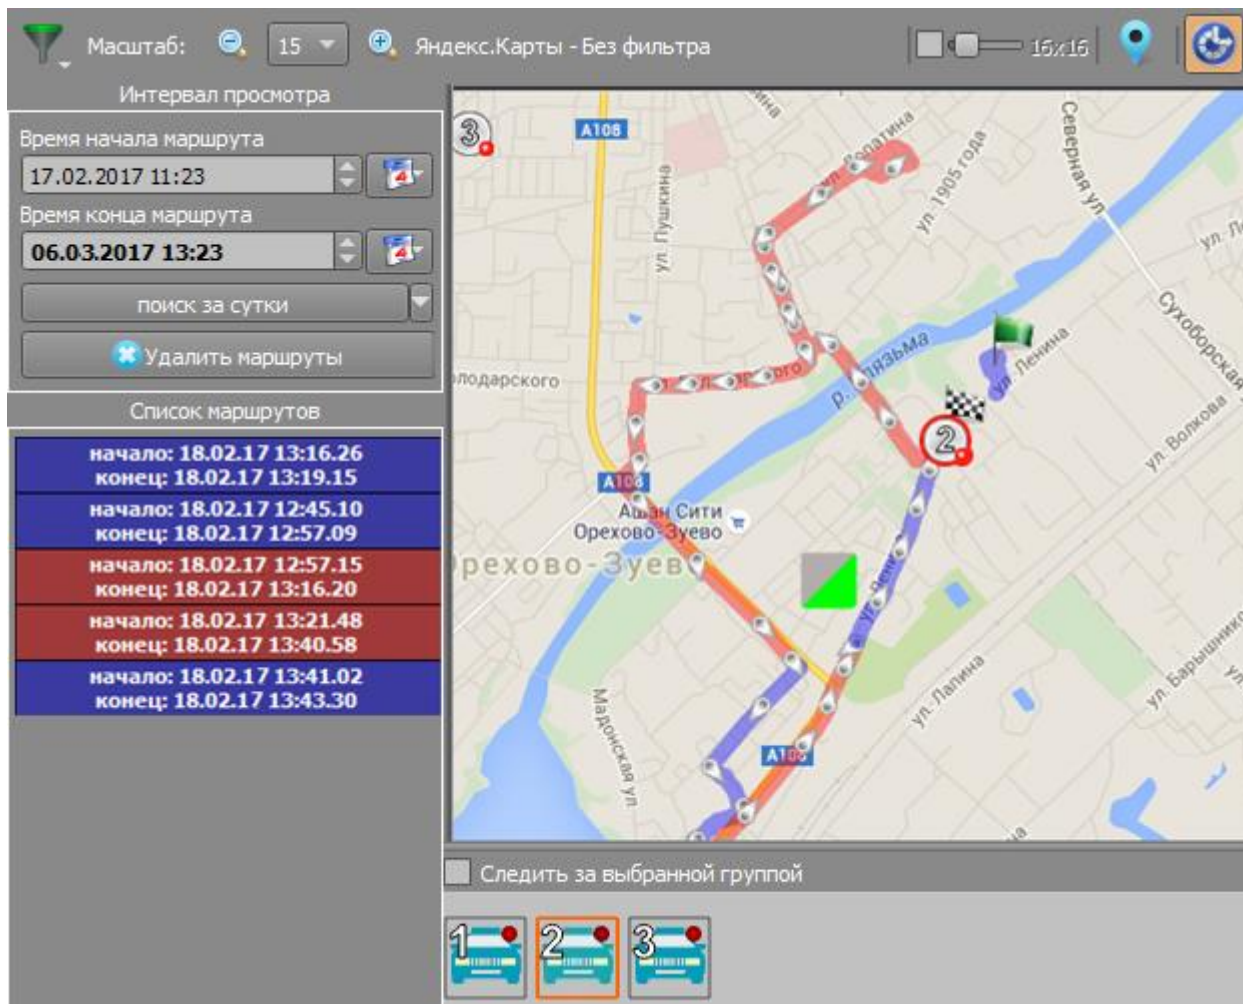 Масштаб:
15
Яндекс.Карты - Без фильтра
16x16
Интервал просмотра
Время начала маршрута
17.02.2017 11:23
Время конца маршрута
06.03.2017 13:23
поиск за сутки
Удалить маршруты
Список маршрутов
начало: 18.02.17 13:16.26
конец: 18.02.17 13:19.15
начало: 18.02.17 12:45.10
конец: 18.02.17 12:57.09
начало: 18.02.17 12:57.15
конец: 18.02.17 13:16.20
начало: 18.02.17 13:21.48
конец: 18.02.17 13:40.58
начало: 18.02.17 13:41.02
конец: 18.02.17 13:43.30
3
А108
ул. Пушкина
ул. Лопатина
ул. 1905 года
Северная ул
Сухоборская
ул. Ленина
р. Клязьма
ул. Волкова
2
А108
Ашан Сити
Орехово-Зуево
ул. Барышнико
ул. Лапина
Мадонская ул
А108
Следить за выбранной группой
1
2
3